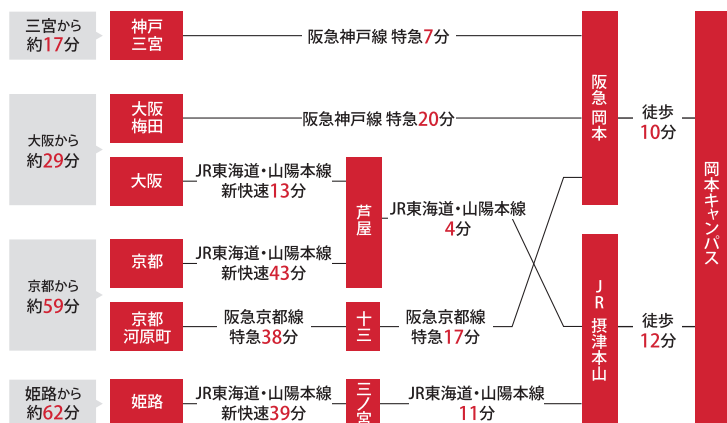 三宮から
約17分
神戸
三宮
阪急神戸線 特急7分
大阪から
約29分
大阪
梅田
阪急神戸線 特急20分
大阪
JR東海道・山陽本線
新快速13分
芦屋
JR東海道・山陽本線
4分
京都から
約59分
京都
JR東海道・山陽本線
新快速43分
京都
河原町
阪急京都線
特急38分
十三
阪急京都線
特急17分
姫路から
約62分
姫路
JR東海道・山陽本線
新快速39分
三ノ宮
JR東海道・山陽本線
11分
阪急 岡本
徒歩
10分
JR 摂津本山
徒歩
12分
岡本キャンパス